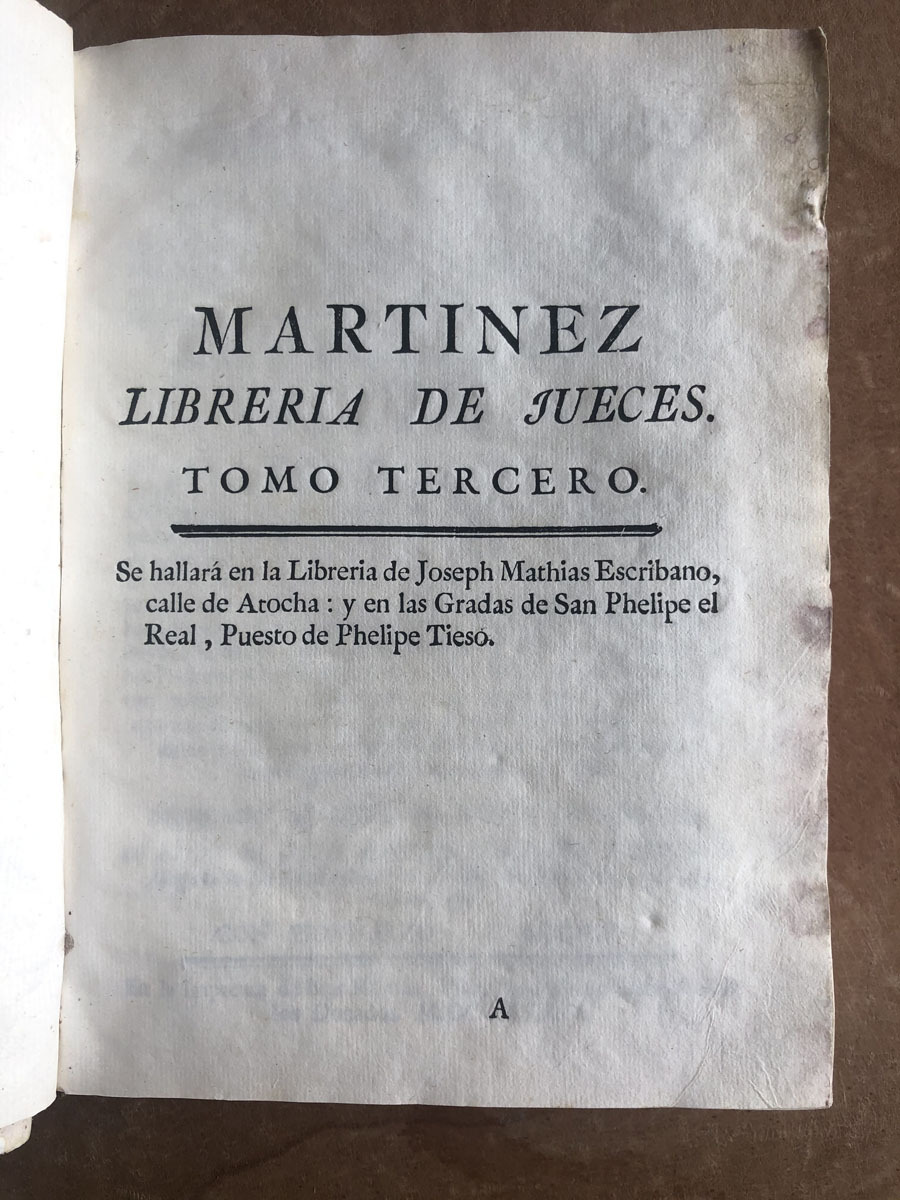 MARTINEZ
LIBRERIA DE JUECES.
TOMO TERCERO.
Se hallará en la Libreria de Joseph Mathias Escribano,
calle de Atocha : y en las Gradas de San Phelipe el
Real , Puesto de Phelipe Tieso.
A